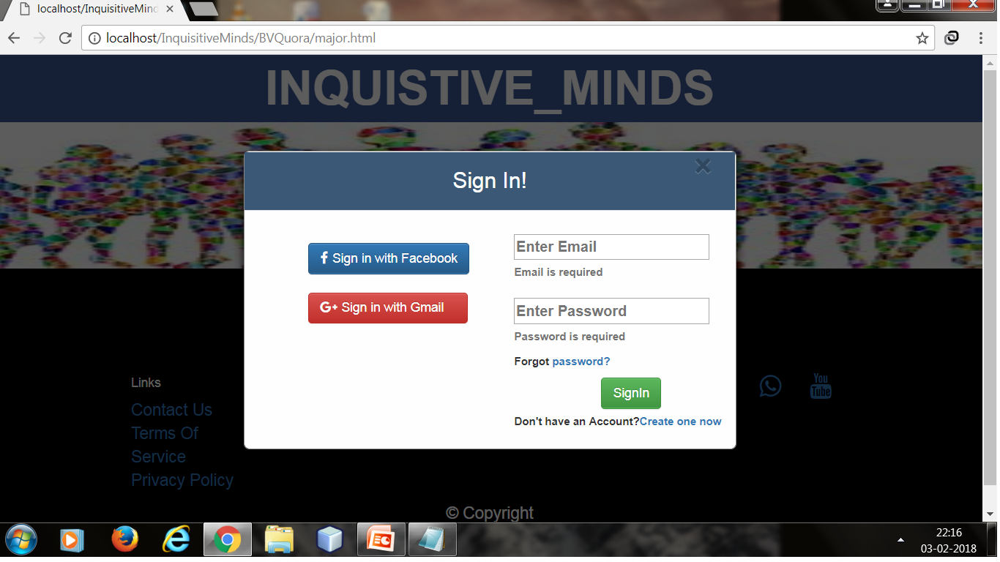 localhost/InquisitiveMind
localhost/InquisitiveMinds/BVQuora/major.html
INQUISTIVE_MINDS
Sign In!
Sign in with Facebook
G+ Sign in with Gmail
Enter Email
Email is required
Enter Password
Password is required
Forgot password?
SignIn
Don't have an Account?Create one now
Links
Contact Us
Terms Of
Service
Privacy Policy
You
Tube
© Copyright
22:16
03-02-2018